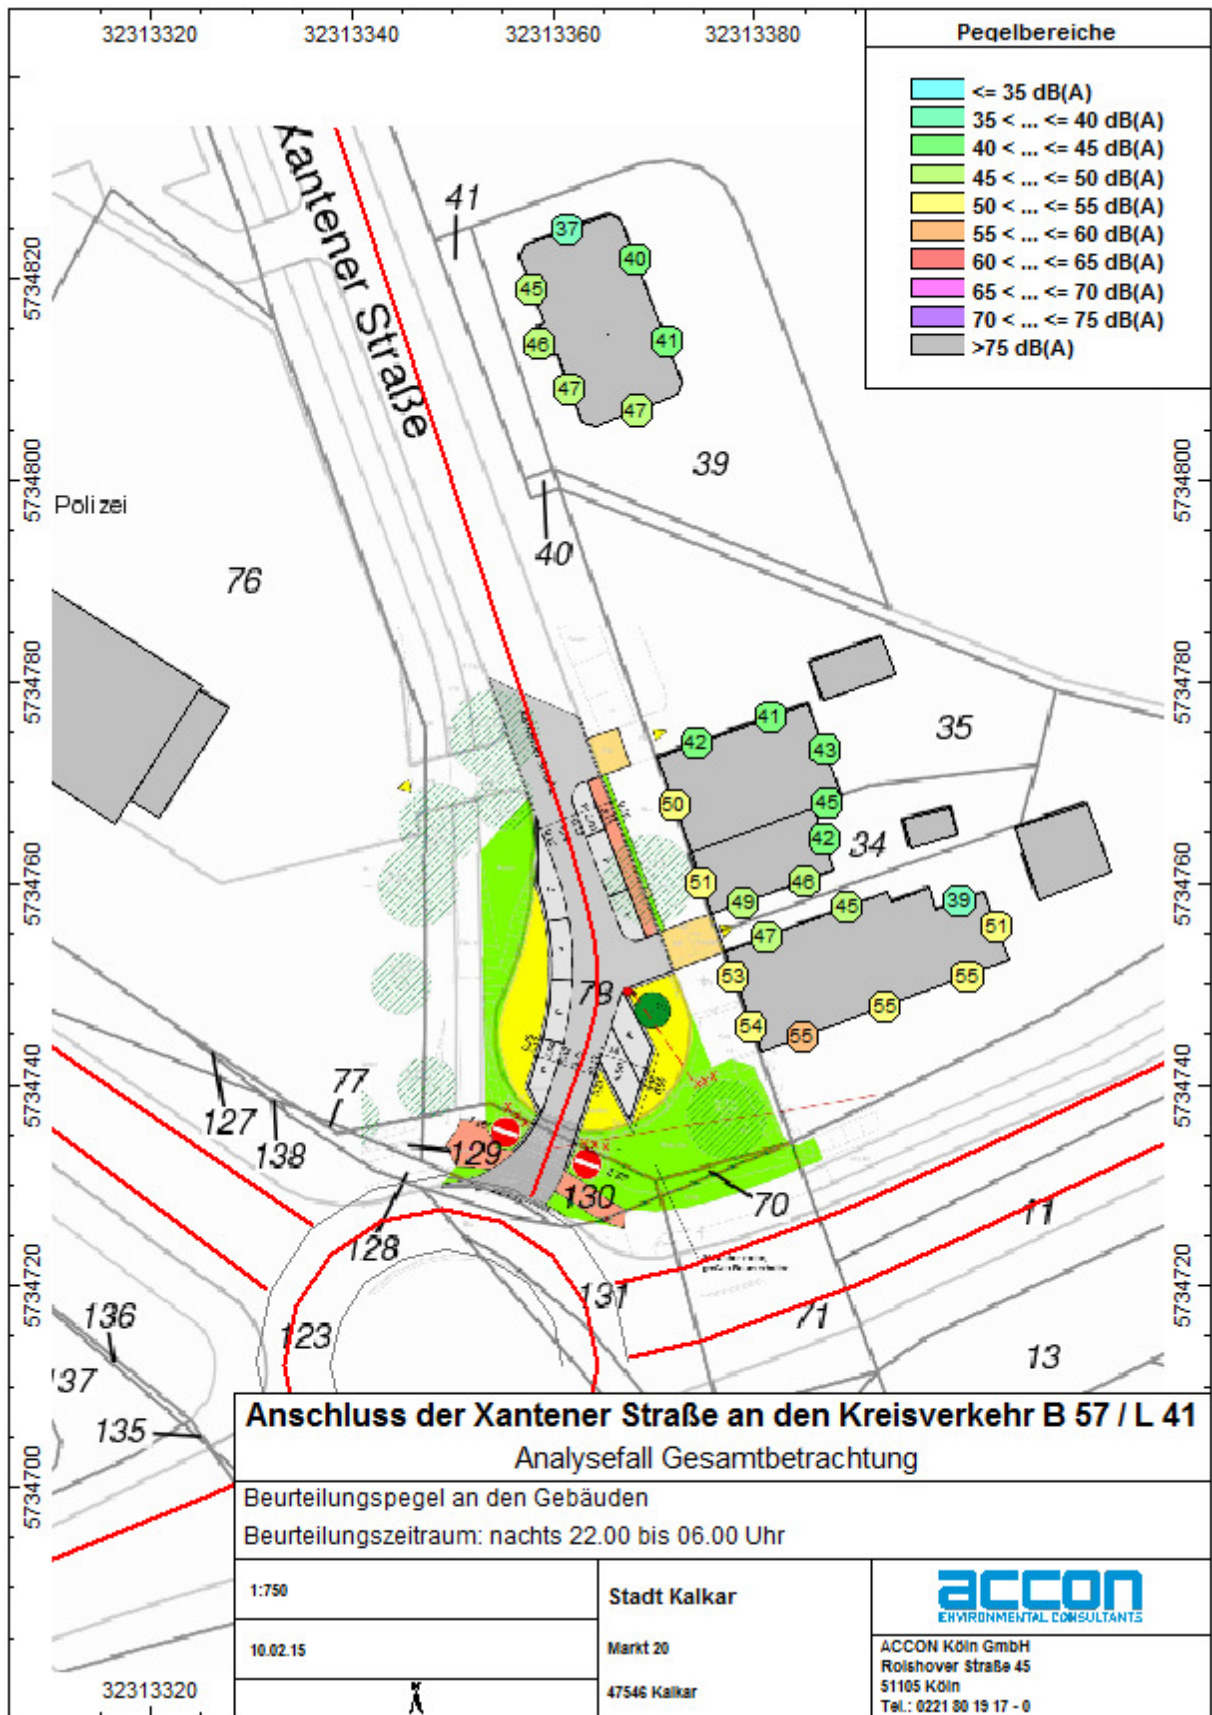 32313320 32313340 32313360 32313380
Pegelbereiche
<= 35 dB(A)
35 < ... <= 40 dB(A)
40 < ... <= 45 dB(A)
45 < ... <= 50 dB(A)
50 < ... <= 55 dB(A)
55 < ... <= 60 dB(A)
60 < ... <= 65 dB(A)
65 < ... <= 70 dB(A)
70 < ... <= 75 dB(A)
>75 dB(A)
Xantener Straße
41
37
40
45
46
41
47
47
39
40
5734820
5734800 5734800
Polizei
76
5734780 5734780
41
42
43
35
50
45
42
34
51
46
49
45
39
47
51
53
55
55
54
55
5734760 5734760
78
5734740 5734740
77
127
138
129
130
70
128
11
131
71
123
13
136
137
135
5734720 5734720
5734700
Anschluss der Xantener Straße an den Kreisverkehr B 57 / L 41
Analysefall Gesamtbetrachtung
Beurteilungspegel an den Gebäuden
Beurteilungszeitraum: nachts 22.00 bis 06.00 Uhr
1:750
10.02.15
N
Stadt Kalkar
Markt 20
47546 Kalkar
accon
ENVIRONMENTAL CONSULTANTS
ACCON Köln GmbH
Rolshover Straße 45
51105 Köln
Tel.: 0221 80 19 17 - 0
32313320